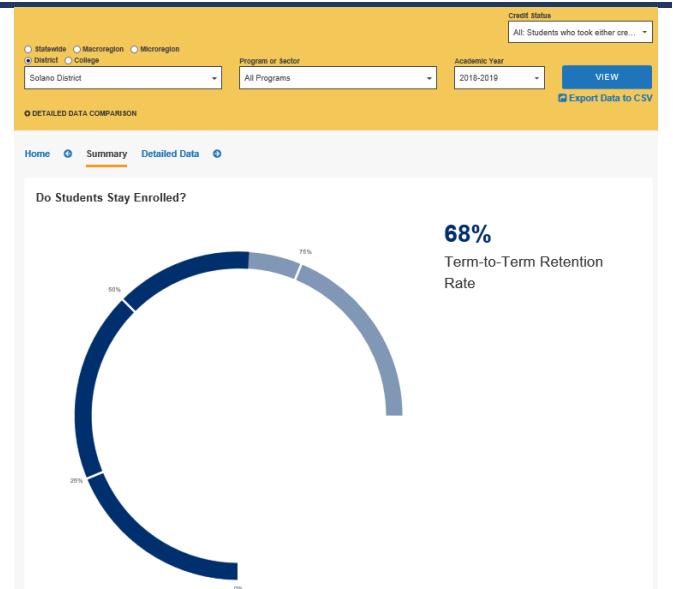 Credit Status
All: Students who took either cre...
Statewide Macroregion Microregion
District College
Program or Sector
Academic Year
Solano District
All Programs
2018-2019
VIEW
Export Data to CSV
DETAILED DATA COMPARISON
Home Summary Detailed Data
Do Students Stay Enrolled?
68%
Term-to-Term Retention
Rate
75%
50%
25%
0%